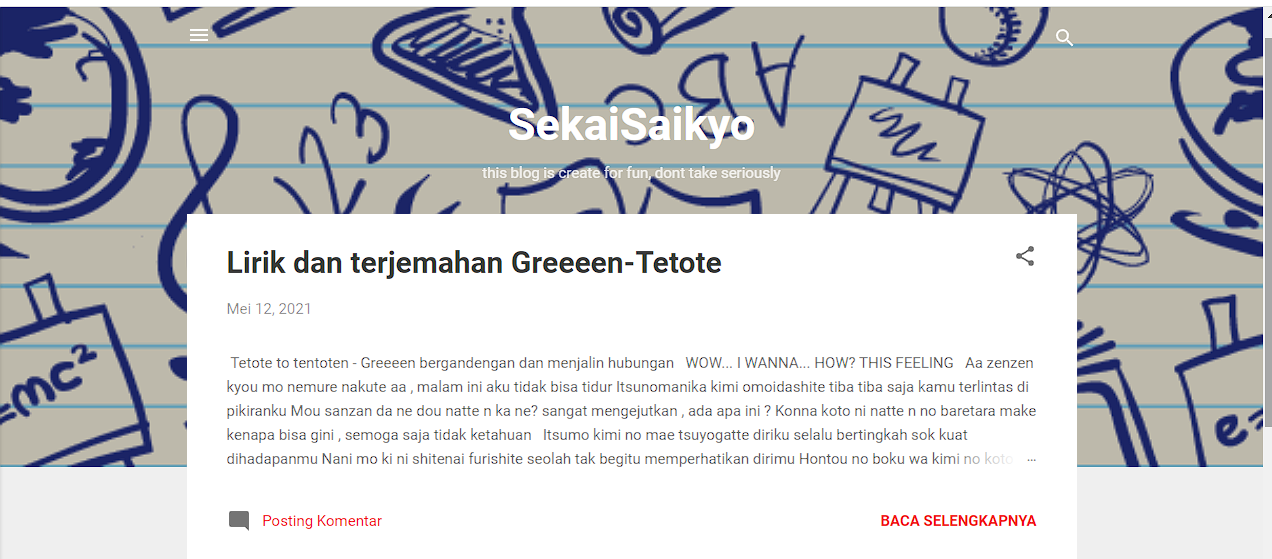 SekaiSaikyo
this blog is create for fun, dont take seriously
Lirik dan terjemahan Greeeen-Tetote
Mei 12, 2021
Tetote to tentoten - Greeeen bergandengan dan menjalin hubungan WOW... I WANNA... HOW? THIS FEELING Aa zenzen
kyou mo nemure nakute aa , malam ini aku tidak bisa tidur Itsunomanika kimi omoidashite tiba tiba saja kamu terlintas di
pikiranku Mou sanzan da ne dou natte n ka ne? sangat mengejutkan , ada apa ini ? Konna koto ni natte n no baretara make
kenapa bisa gini , semoga saja tidak ketahuan Itsumo kimi no mae tsuyogatte diriku selalu bertingkah sok kuat
dihadapanmu Nani mo ki ni shitenai furishite seolah tak begitu memperhatikan dirimu Hontou no boku wa kimi no koto ...
Posting Komentar
BACA SELENGKAPNYA
ABC
=mc²
e=